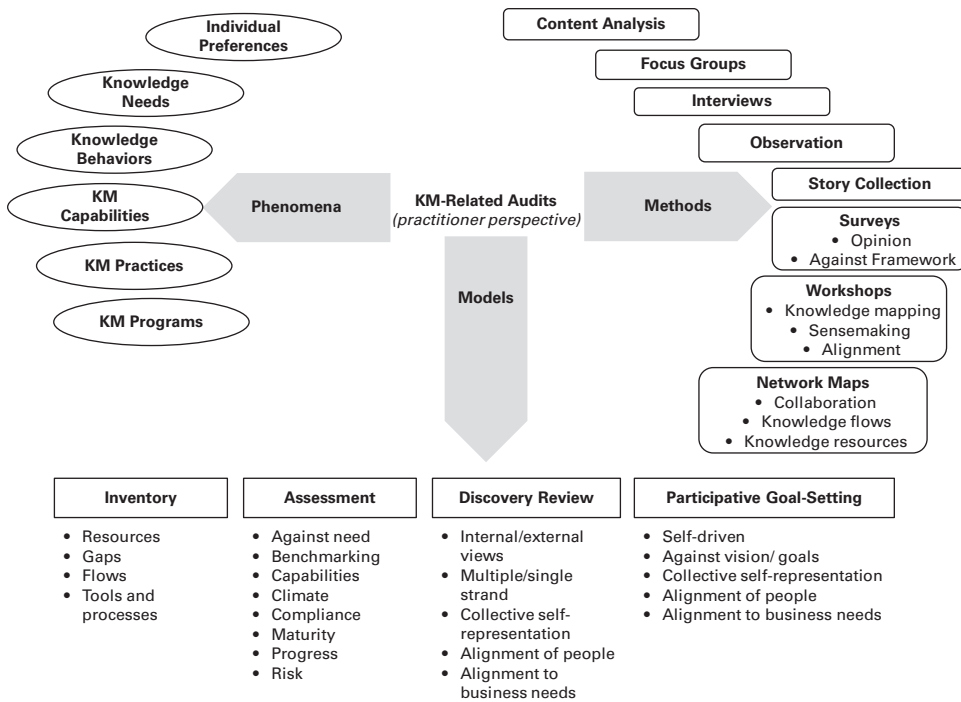 Individual
Preferences
Knowledge
Needs
Knowledge
Behaviors
KM
Capabilities
KM Practices
KM Programs
Phenomena
KM-Related Audits
(practitioner perspective)
Methods
Models
Content Analysis
Focus Groups
Interviews
Observation
Story Collection
Surveys
• Opinion
• Against Framework
Workshops
• Knowledge mapping
• Sensemaking
• Alignment
Network Maps
• Collaboration
• Knowledge flows
• Knowledge resources
Inventory
• Resources
• Gaps
• Flows
• Tools and
processes
Assessment
• Against need
• Benchmarking
• Capabilities
• Climate
• Compliance
• Maturity
• Progress
• Risk
Discovery Review
• Internal/external
views
• Multiple/single
strand
• Collective self-
representation
• Alignment of people
• Alignment to
business needs
Participative Goal-Setting
• Self-driven
• Against vision/ goals
• Collective self-representation
• Alignment of people
• Alignment to business needs